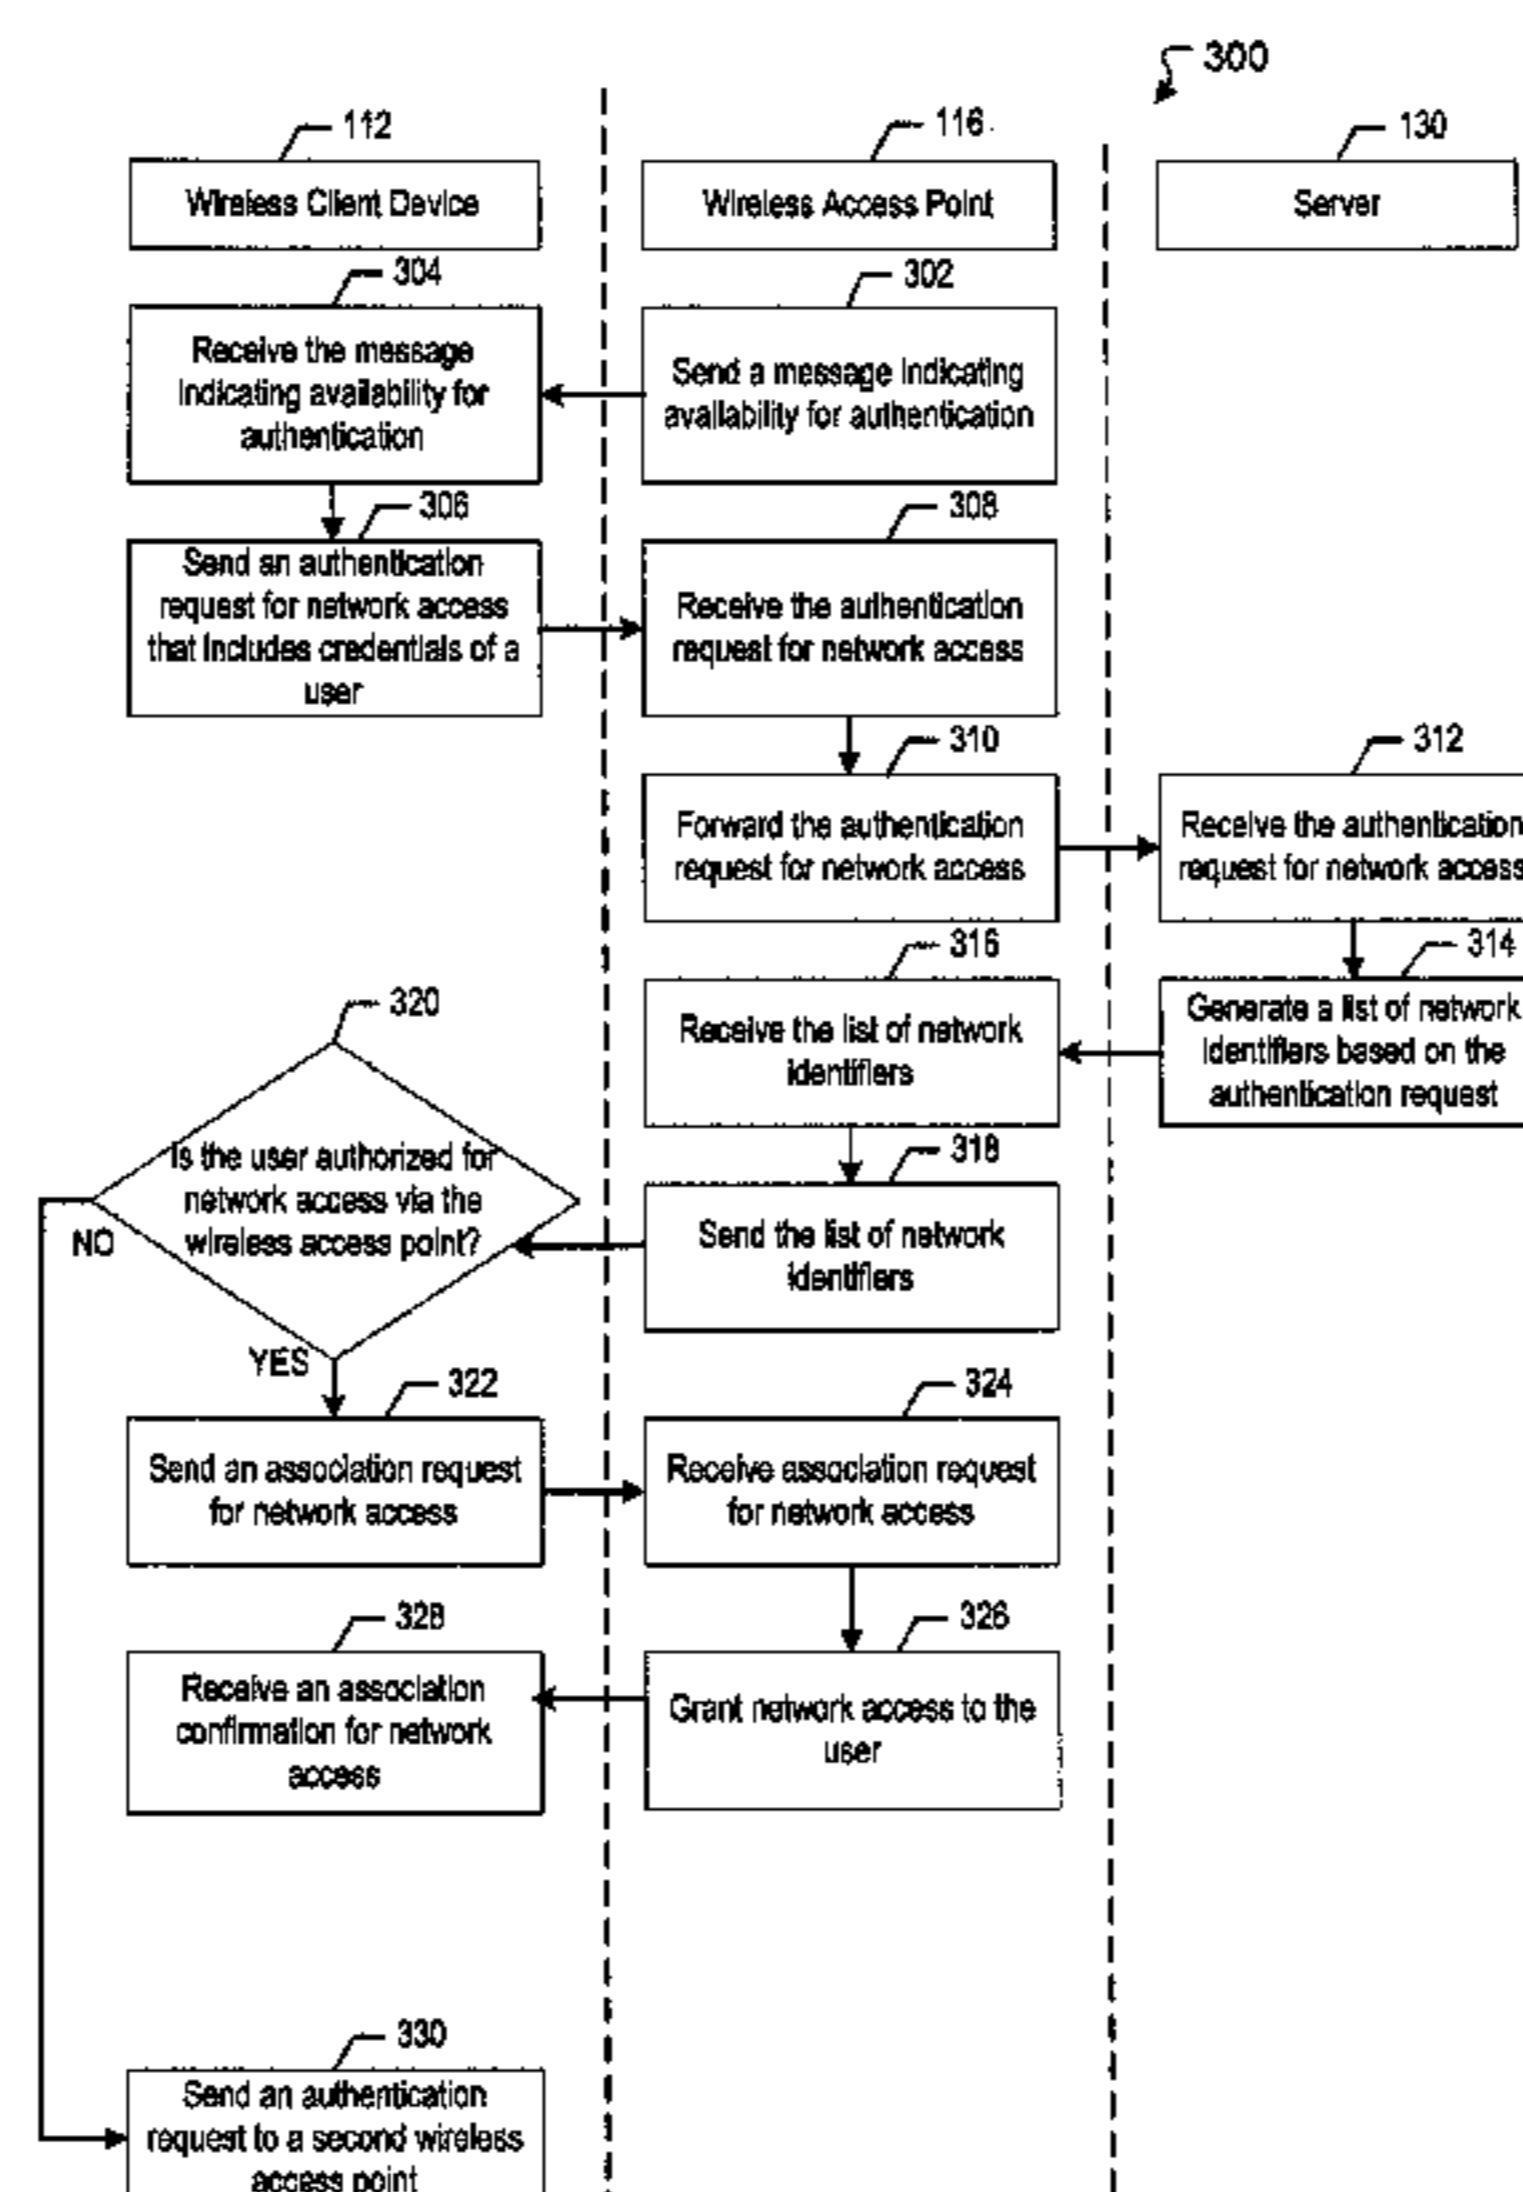 300
112
116
130
Wireless Client Device
Wireless Access Point
Server
304
302
Receive the message
indicating availability for
authentication
Send a message indicating
availability for authentication
306
308
Send an authentication
request for network access
that includes credentials of a
user
Receive the authentication
request for network access
310
312
Forward the authentication
request for network access
Receive the authentication
request for network access
316
314
Receive the list of network
identifiers
Generate a list of network
identifiers based on the
authentication request
320
Is the user authorized for
network access via the
wireless access point?
NO
YES
318
Send the list of network
identifiers
322
324
Send an association request
for network access
Receive association request
for network access
328
326
Receive an association
confirmation for network
access
Grant network access to the
user
330
Send an authentication
request to a second wireless
access point